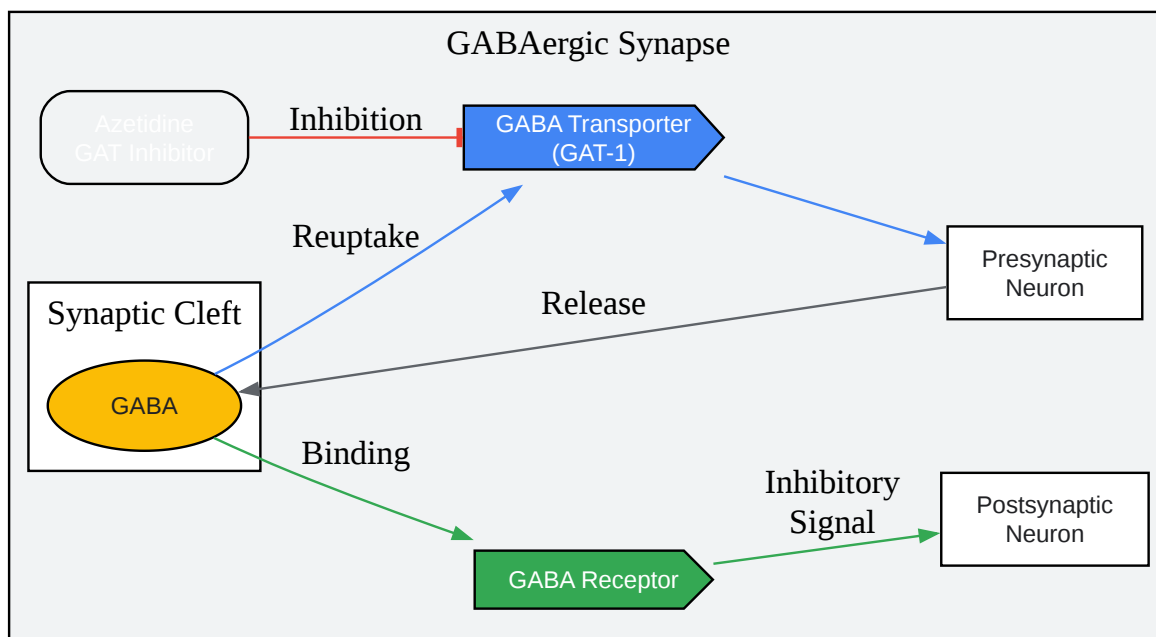 GABAergic Synapse
Azetidine
GAT Inhibitor
Inhibition
GABA Transporter
(GAT-1)
Reuptake
Presynaptic
Neuron
Release
Synaptic Cleft
GABA
Binding
Inhibitory
Signal
Postsynaptic
Neuron
GABA Receptor